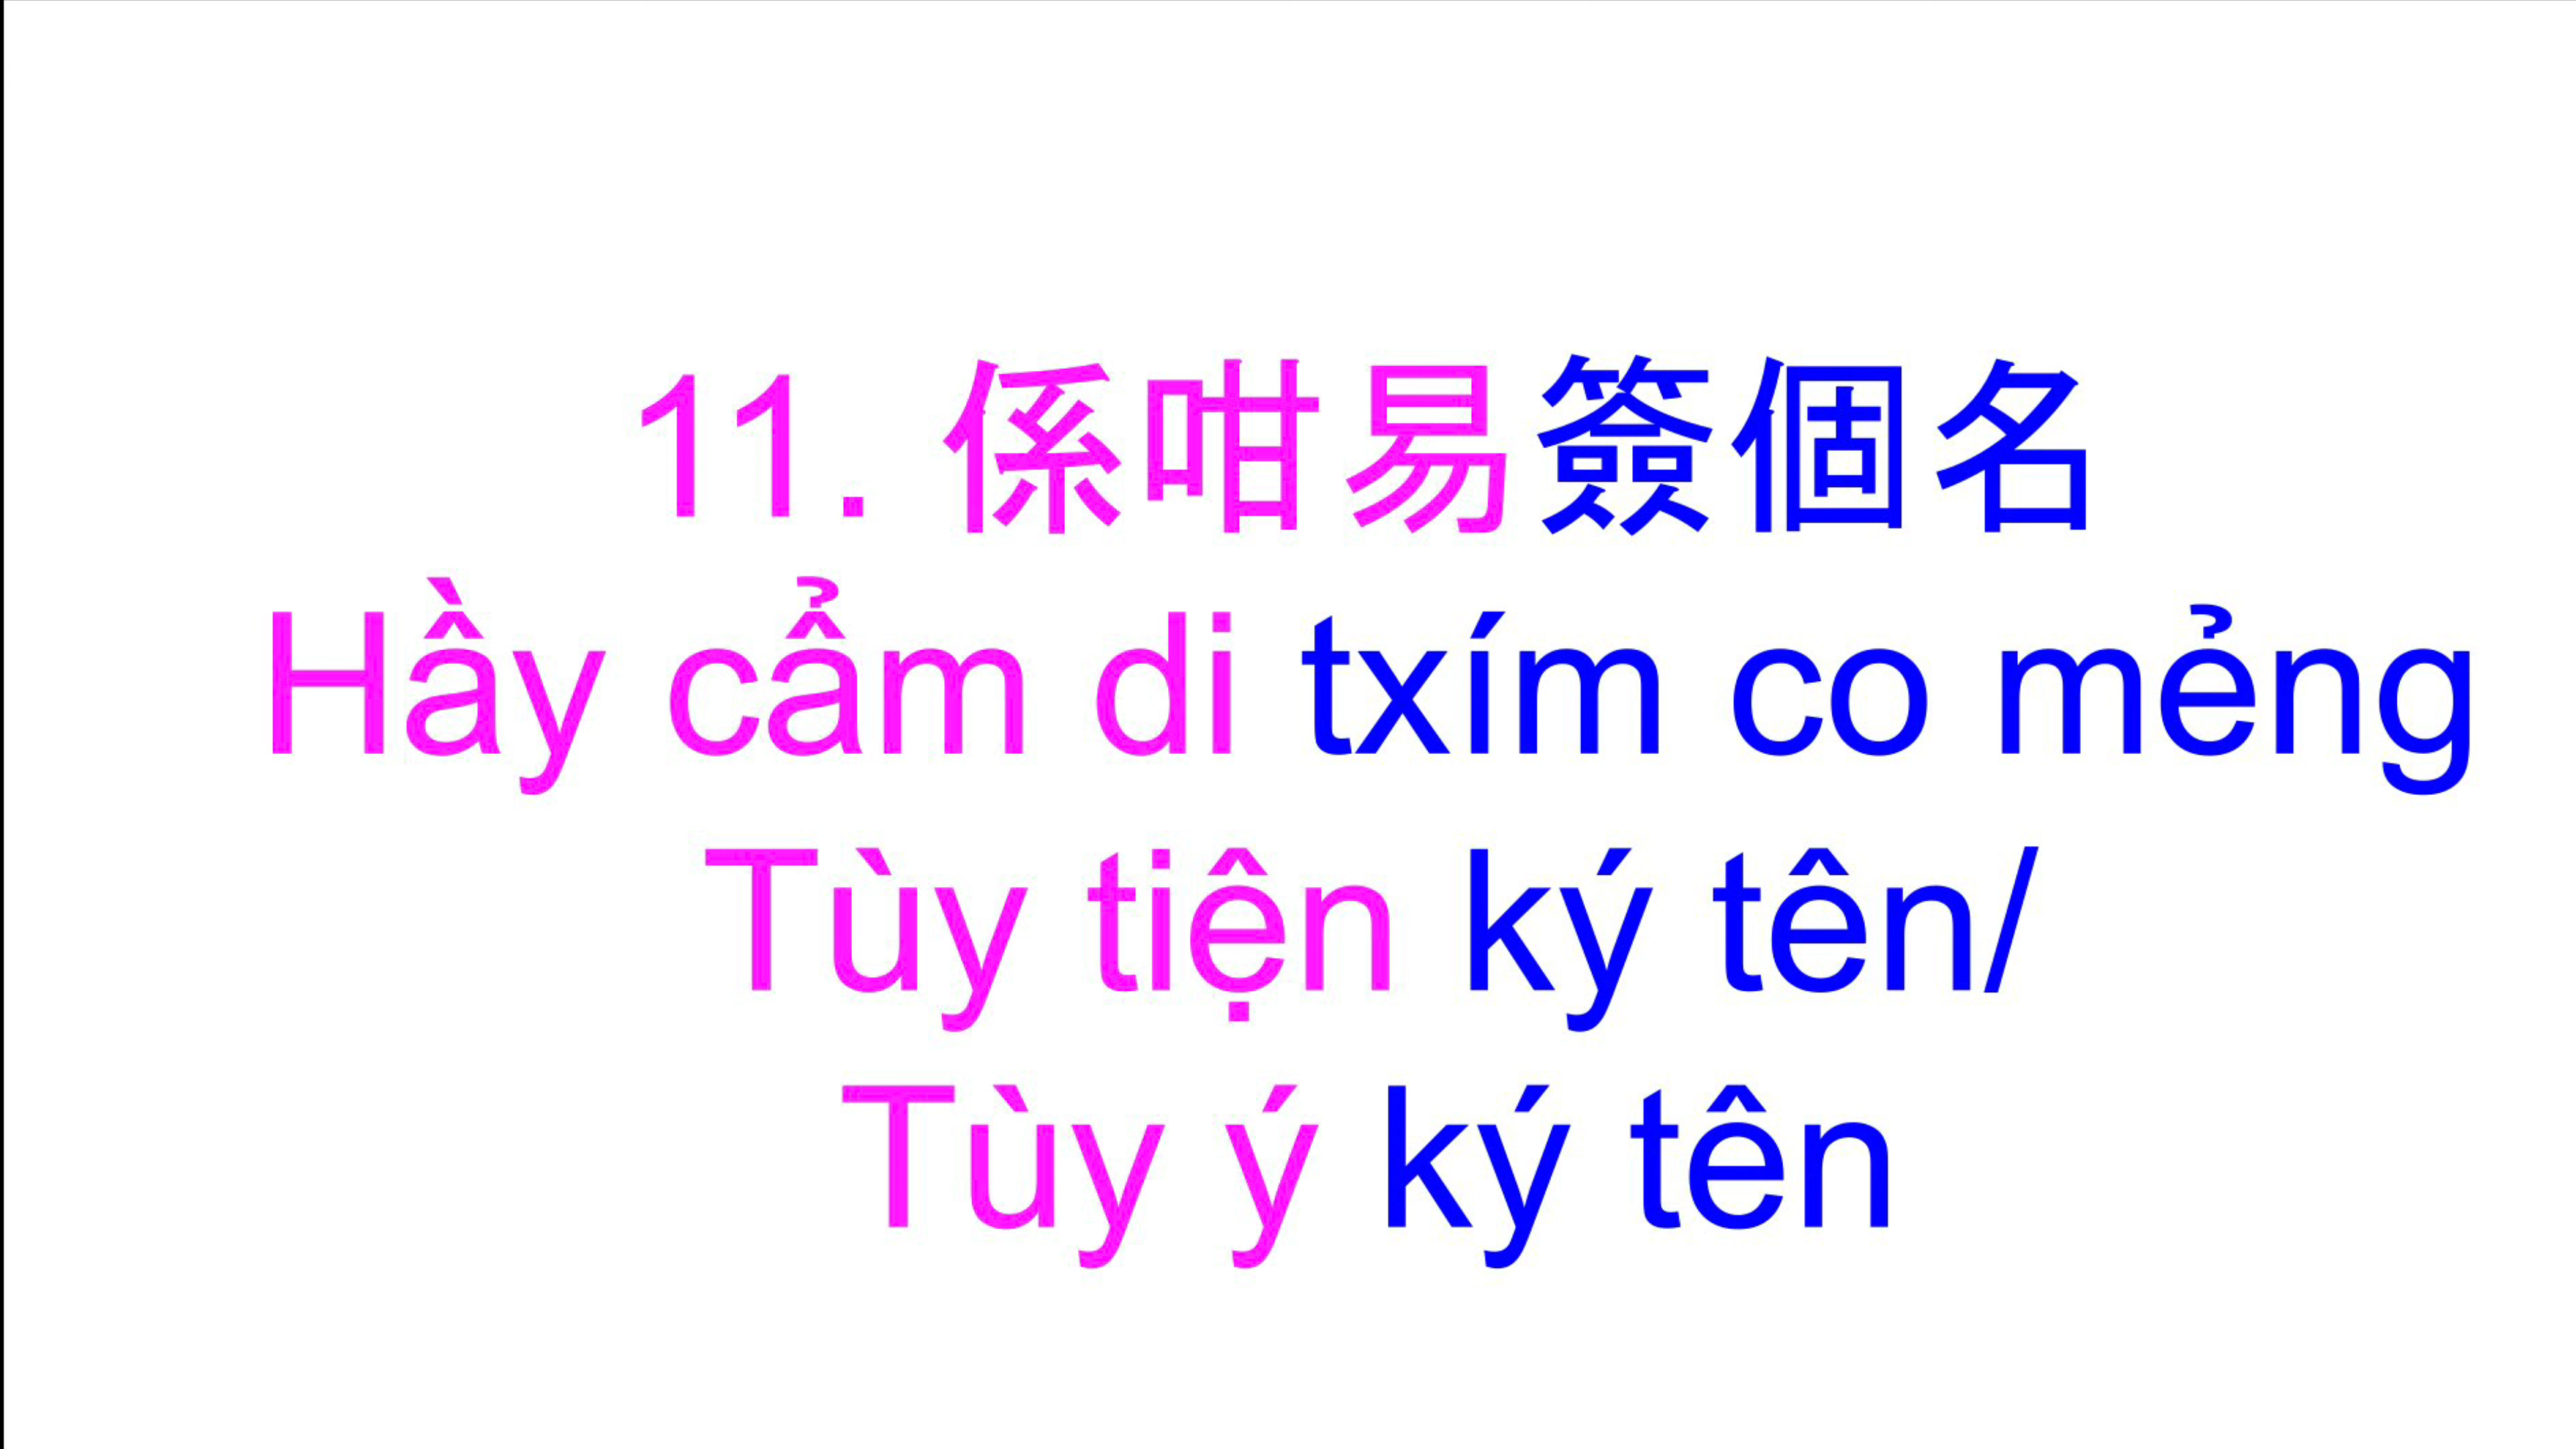 11. 係咁易簽個名
Hầy cẩm di txím co mẻng
Tùy tiện ký tên/
Tùy ý ký tên